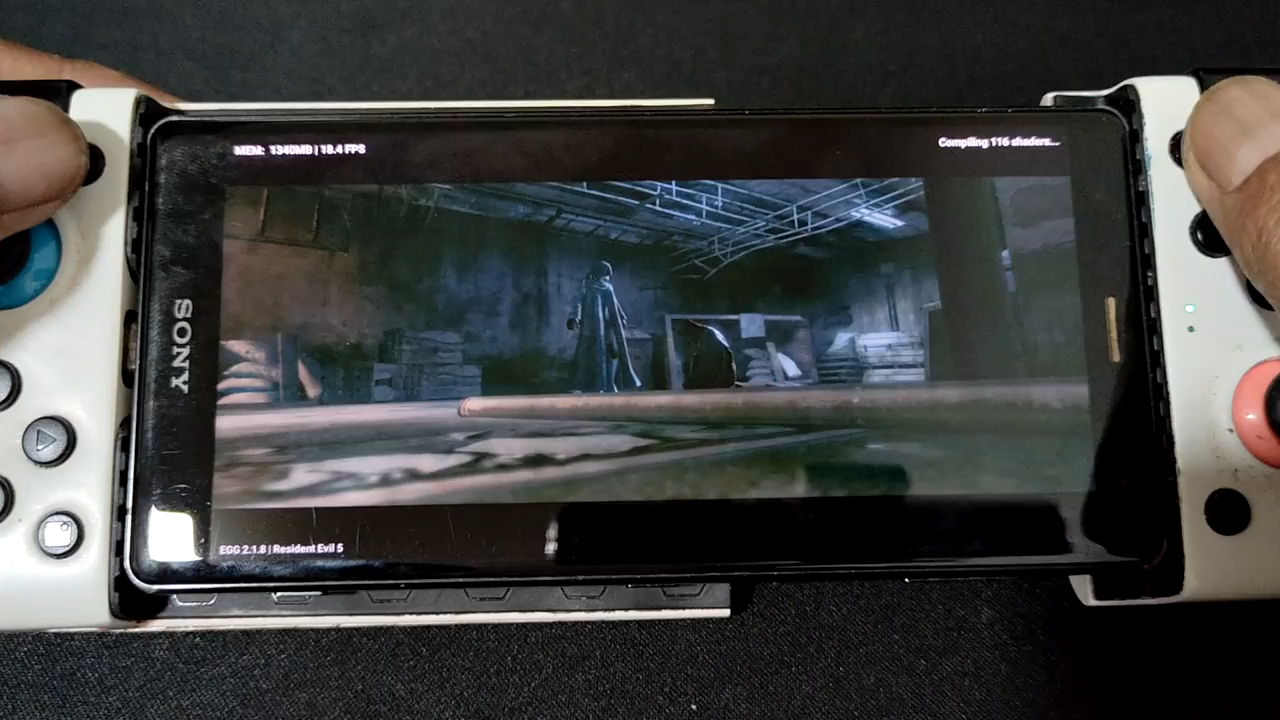 MEM: 1340MB | 18.4 FPS
Compiling 116 shaders...
SONY
EGG 2.1.8 | Resident Evil 5